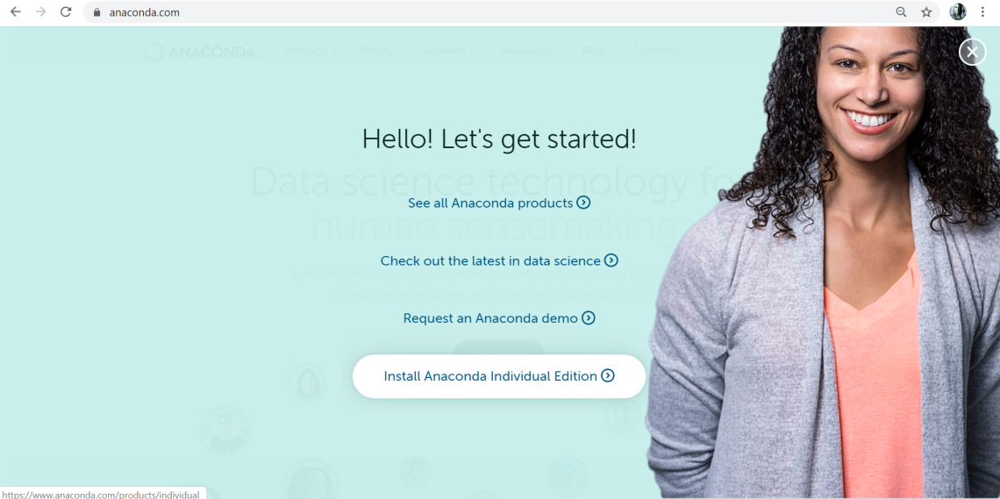 anaconda.com
ANACONDA
Products
Pricing
Solutions
Resources
Blog
Company
Hello! Let's get started!
Data science technology fo
human sensemaking
See all Anaconda products
Check out the latest in data science
Request an Anaconda demo
Install Anaconda Individual Edition
https://www.anaconda.com/products/individual